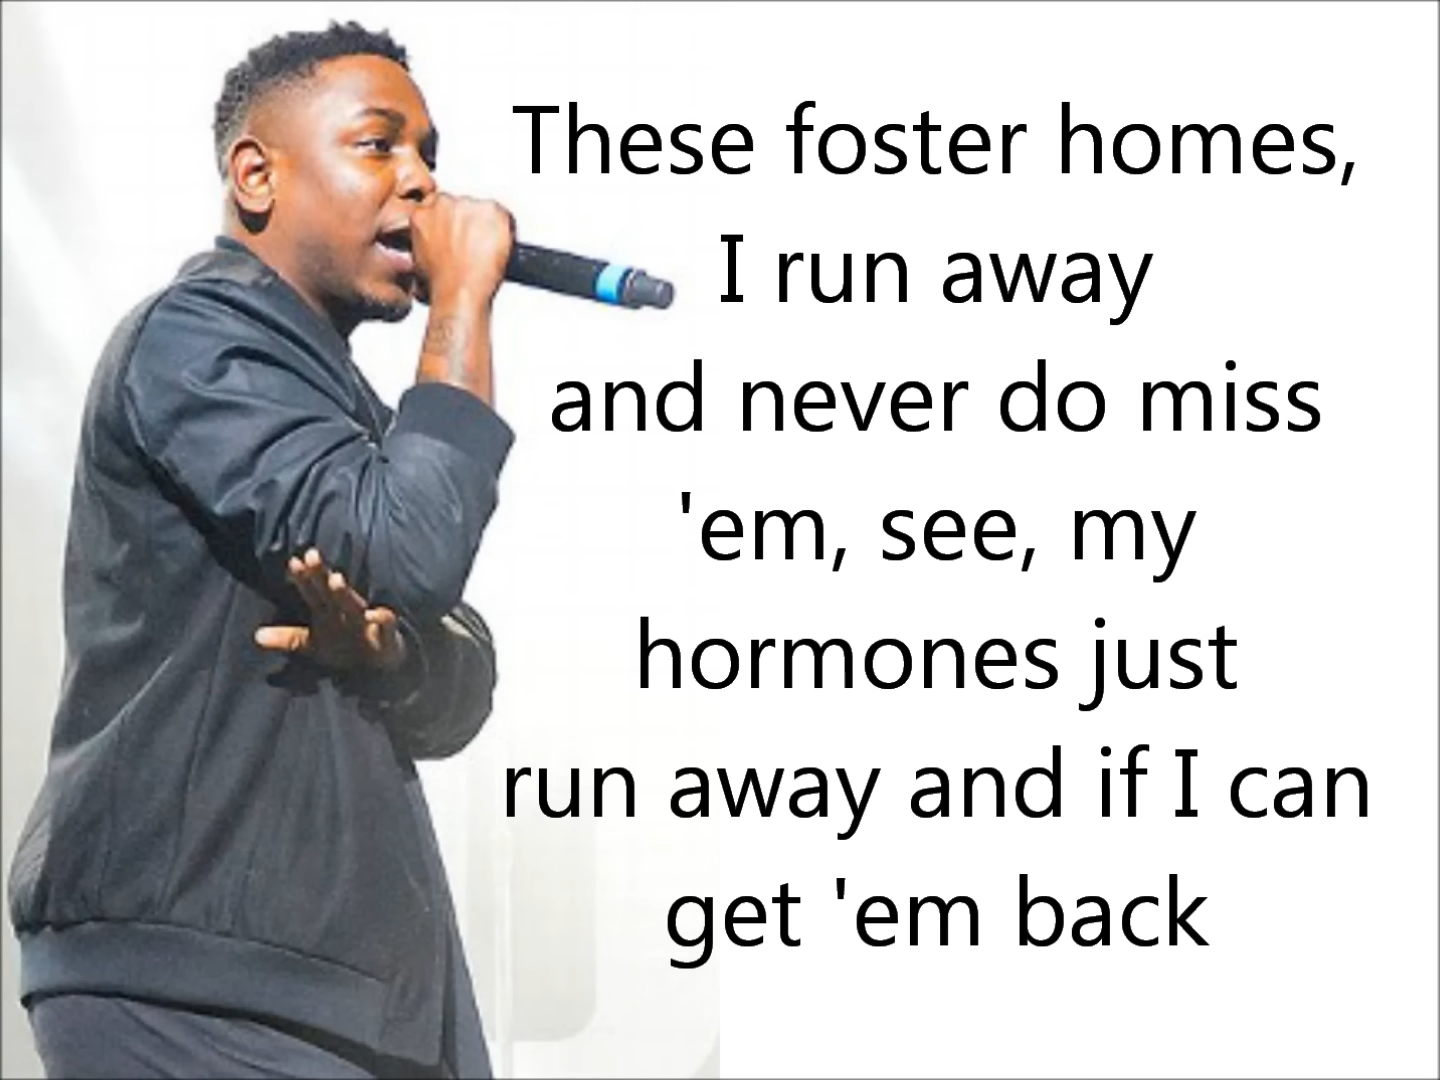 These foster homes,
I run away
and never do miss
'em, see, my
hormones just
run away and if I can
get 'em back